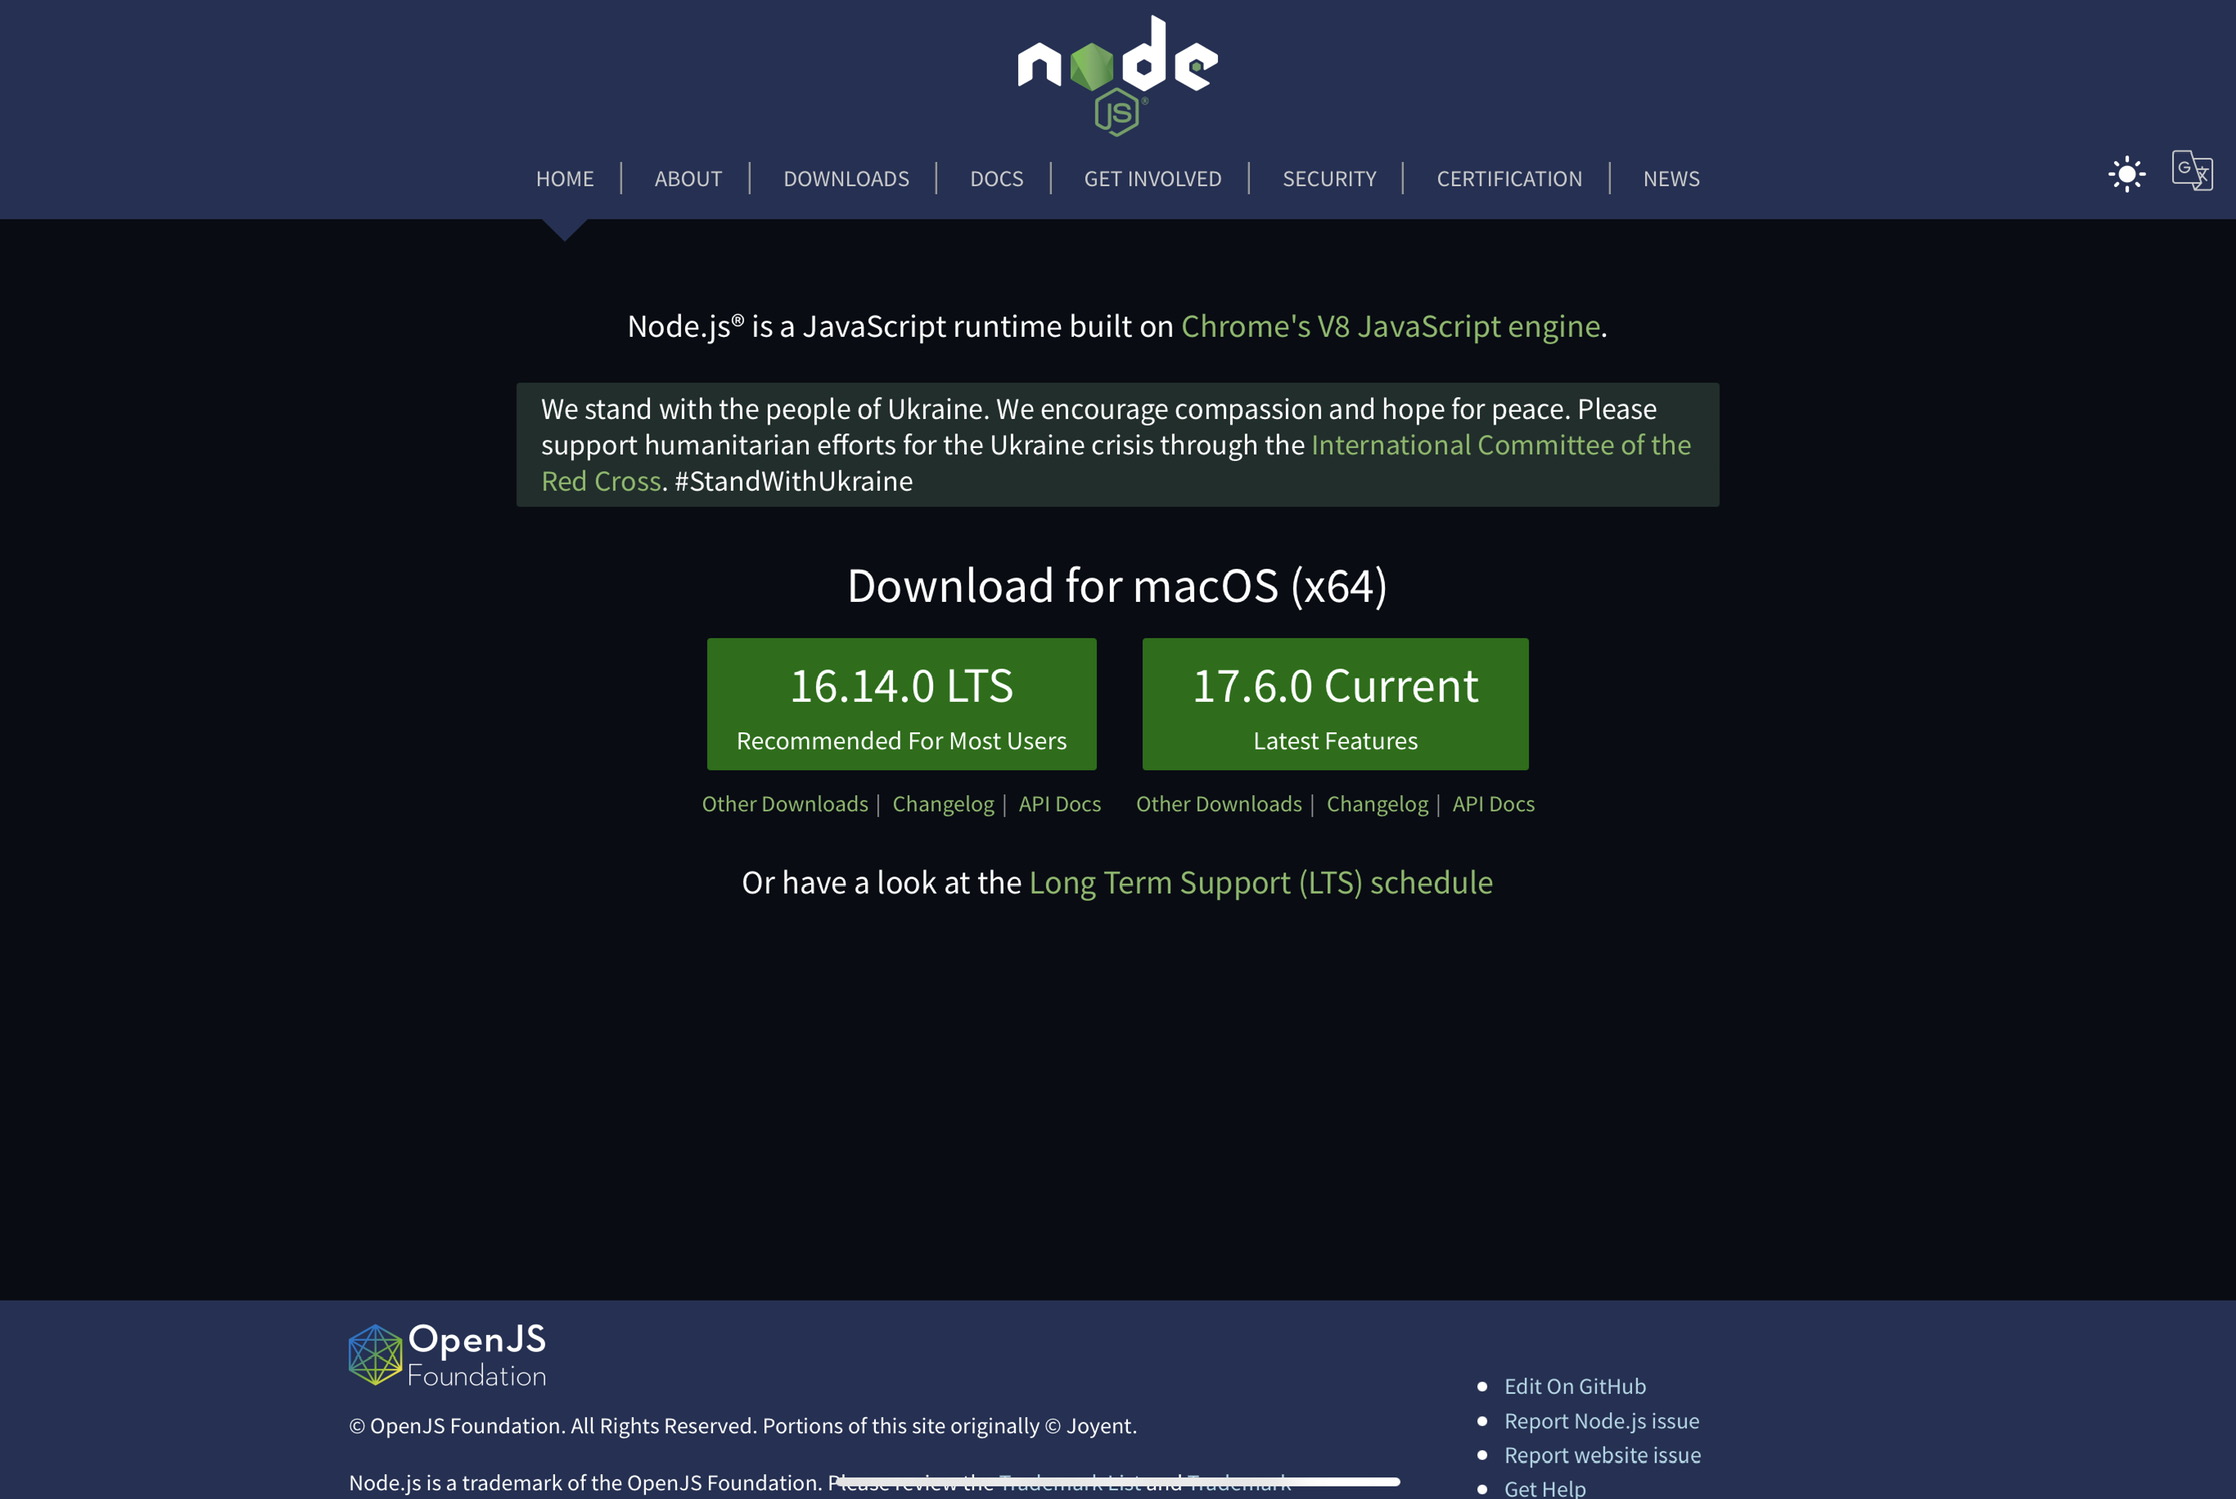 node
JS®
HOME
ABOUT
DOWNLOADS
DOCS
GET INVOLVED
SECURITY
CERTIFICATION
NEWS
Node.js® is a JavaScript runtime built on Chrome's V8 JavaScript engine.
We stand with the people of Ukraine. We encourage compassion and hope for peace. Please
support humanitarian efforts for the Ukraine crisis through the International Committee of the
Red Cross. #StandWithUkraine
Download for macOS (x64)
16.14.0 LTS
Recommended For Most Users
17.6.0 Current
Latest Features
Other Downloads | Changelog | API Docs
Other Downloads | Changelog | API Docs
Or have a look at the Long Term Support (LTS) schedule
OpenJS
Foundation
© OpenJS Foundation. All Rights Reserved. Portions of this site originally © Joyent.
Node.js is a trademark of the OpenJS Foundation. Please review the Trademark List and Trademark
Edit On GitHub
Report Node.js issue
Report website issue
Get Help